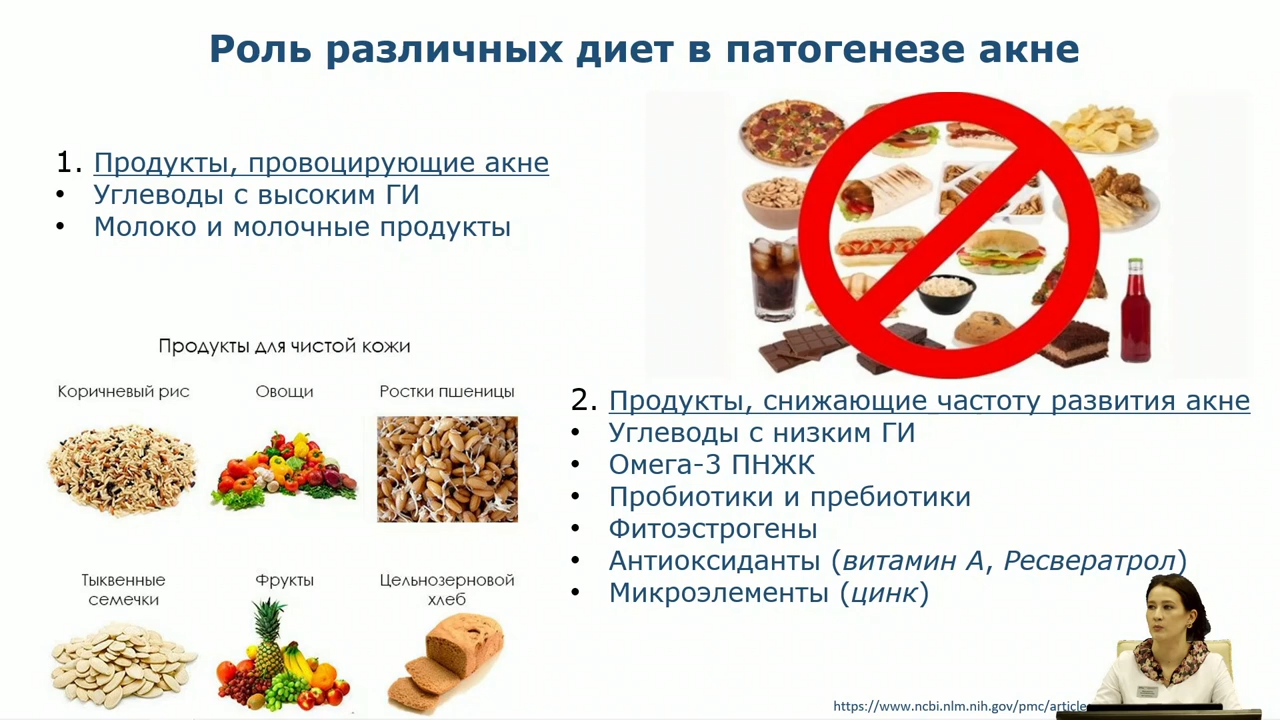 Роль различных диет в патогенезе акне
1. Продукты, провоцирующие акне
• Углеводы с высоким ГИ
• Молоко и молочные продукты
Продукты для чистой кожи
Коричневый рис
Овощи
Ростки пшеницы
Тыквенные
семечки
Фрукты
Цельнозерновой
хлеб
2. Продукты, снижающие частоту развития акне
• Углеводы с низким ГИ
• Омега-3 ПНЖК
• Пробиотики и пребиотики
• Фитоэстрогены
• Антиоксиданты (витамин А, Ресвератрол)
• Микроэлементы (цинк)
https://www.ncbi.nlm.nih.gov/pmc/article